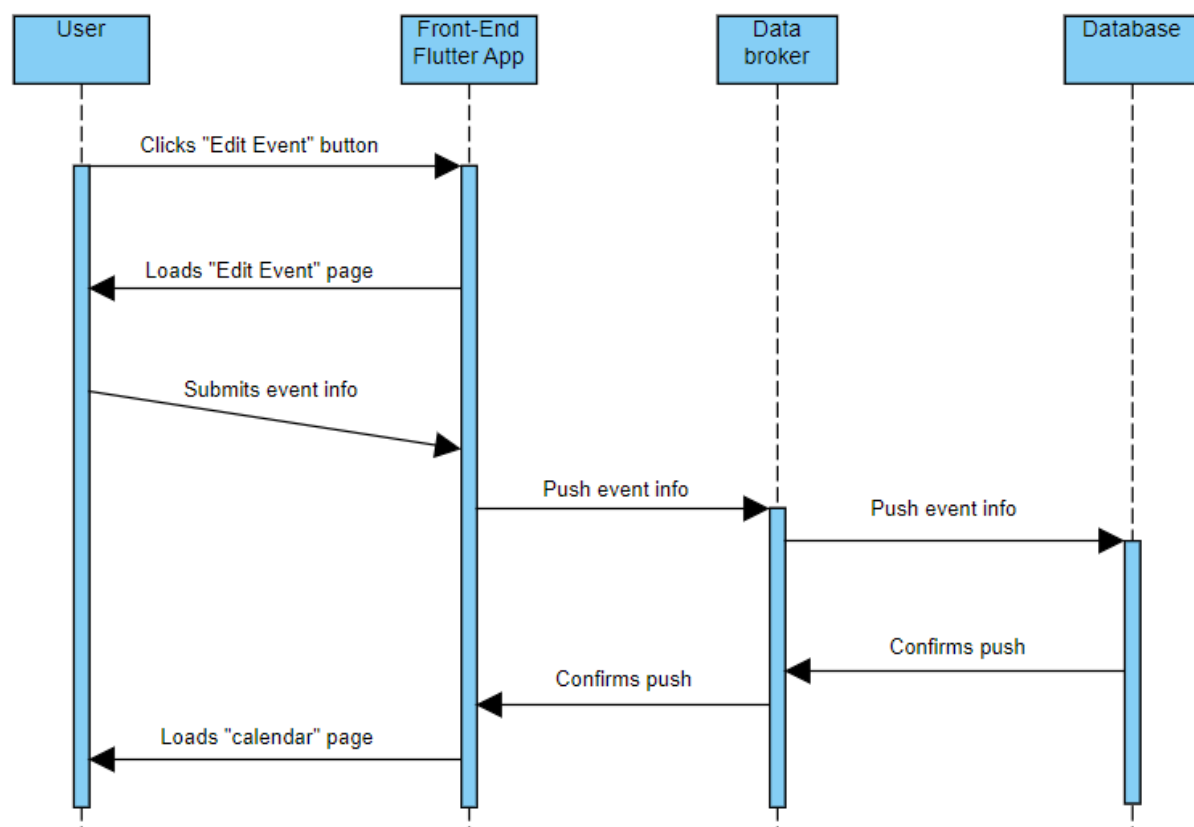 User
Front-End
Flutter App
Data
broker
Database
Clicks "Edit Event" button
Loads "Edit Event" page
Submits event info
Push event info
Push event info
Confirms push
Confirms push
Loads "calendar" page